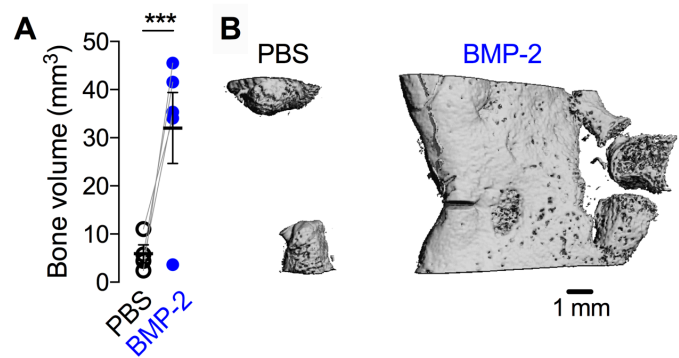 A
***
Bone volume (mm³)
50
40
30
20
10
0
PBS
BMP-2
B
PBS
BMP-2
1 mm